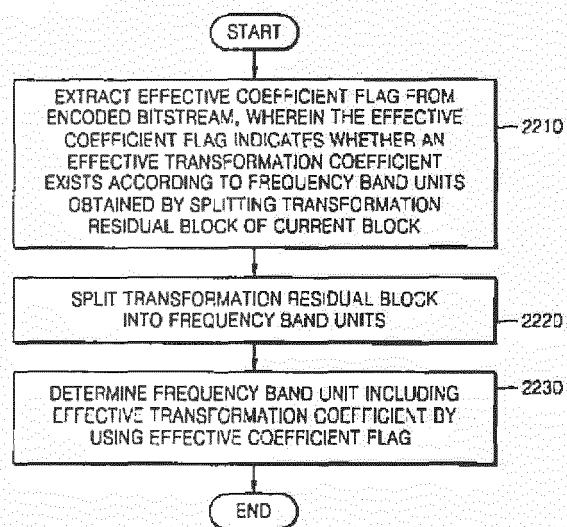 START
EXTRACT EFFECTIVE COEFFICIENT FLAG FROM
ENCODED BITSTREAM, WHEREIN THE EFFECTIVE
COEFFICIENT FLAG INDICATES WHETHER AN
EFFECTIVE TRANSFORMATION COEFFICIENT
EXISTS ACCORDING TO FREQUENCY BAND UNITS
OBTAINED BY SPLITTING TRANSFORMATION
RESIDUAL BLOCK OF CURRENT BLOCK
2210
SPLIT TRANSFORMATION RESIDUAL BLOCK
INTO FREQUENCY BAND UNITS
2220
DETERMINE FREQUENCY BAND UNIT INCLUDING
EFFECTIVE TRANSFORMATION COEFFICIENT BY
USING EFFECTIVE COEFFICIENT FLAG
2230
END